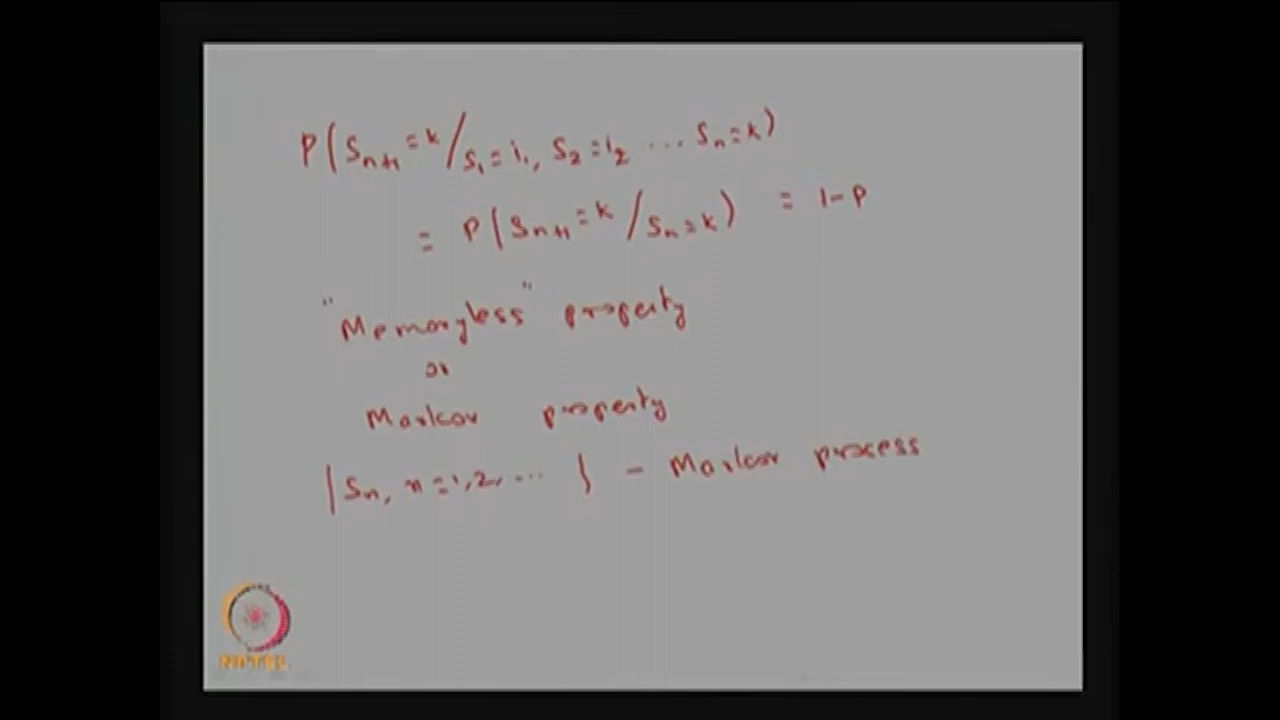 P(Sn+1 = k / S1 = i1, S2 = i2 ... Sn = k)
= P(Sn+1 = k / Sn = k) = 1 - P
"Memoryless" property
or
Markov property
{Sn, n = 1, 2, ... } - Markov process
NPTEL